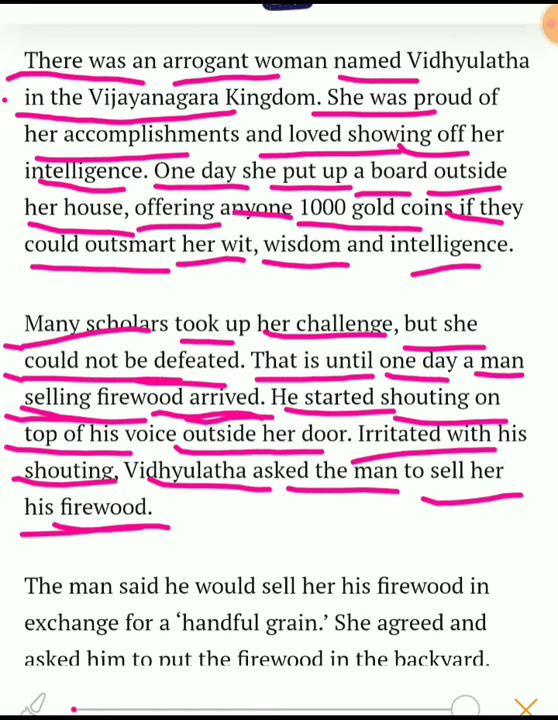 There was an arrogant woman named Vidhyulatha
in the Vijayanagara Kingdom. She was proud of
her accomplishments and loved showing off her
intelligence. One day she put up a board outside
her house, offering anyone 1000 gold coins if they
could outsmart her wit, wisdom and intelligence.
Many scholars took up her challenge, but she
could not be defeated. That is until one day a man
selling firewood arrived. He started shouting on
top of his voice outside her door. Irritated with his
shouting, Vidhyulatha asked the man to sell her
his firewood.
The man said he would sell her his firewood in
exchange for a ‘handful grain.’ She agreed and
asked him to put the firewood in the backyard.